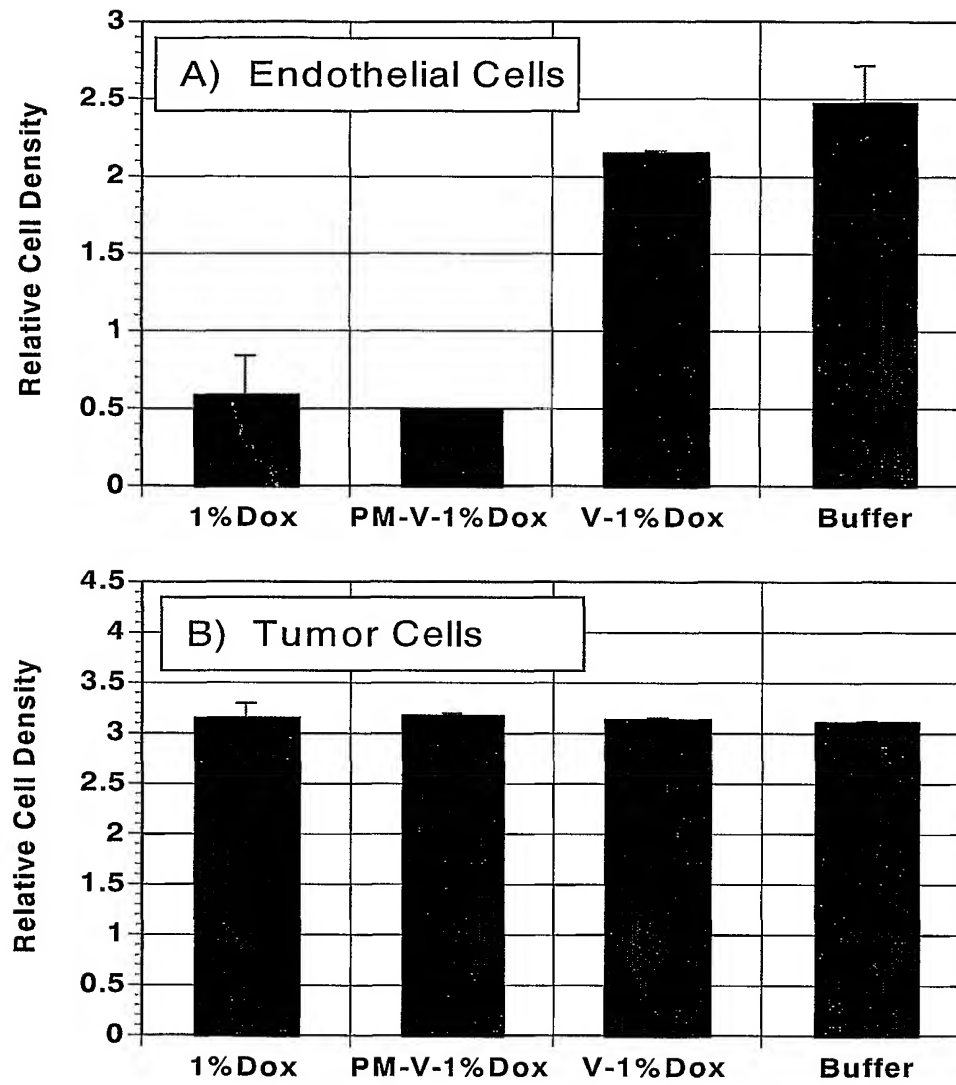 3
A) Endothelial Cells
2.5
2
1.5
1
0.5
0
Relative Cell Density
1%Dox PM-V-1%Dox V-1%Dox Buffer
4.5
B) Tumor Cells
4
3.5
3
2.5
2
1.5
1
0.5
0
Relative Cell Density
1%Dox PM-V-1%Dox V-1%Dox Buffer